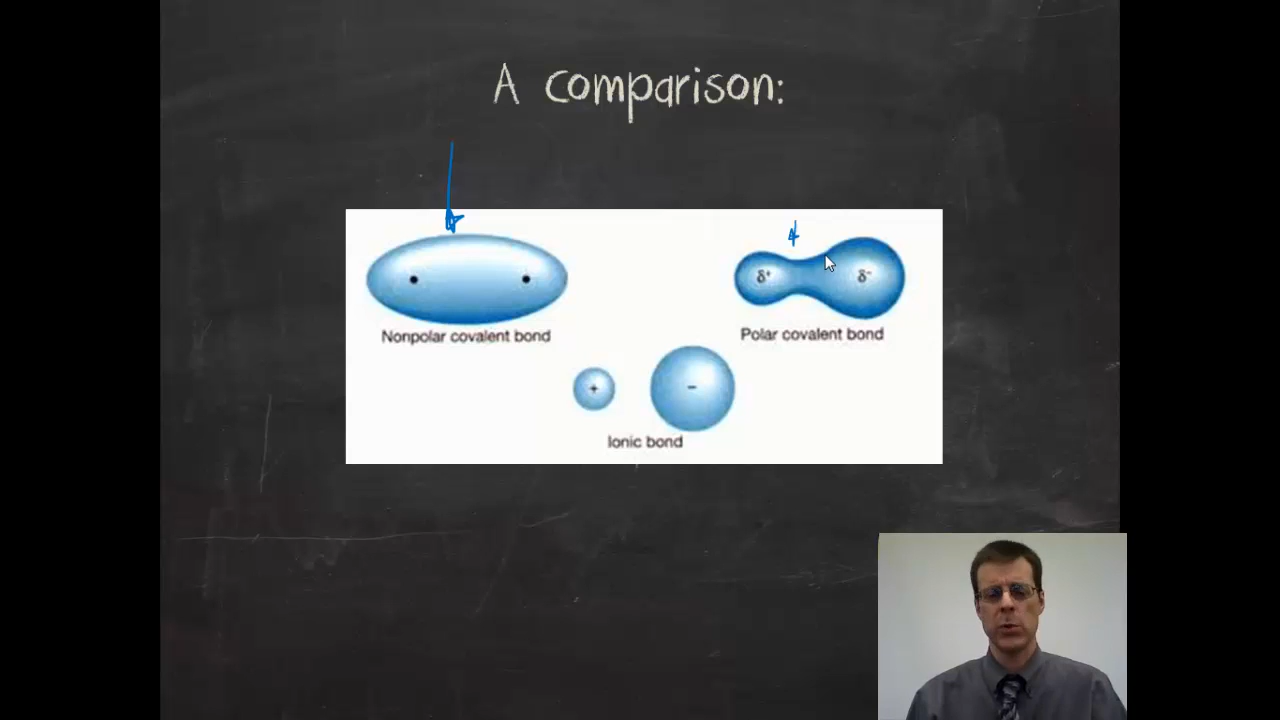 A comparison:
δ+ δ-
Nonpolar covalent bond
Polar covalent bond
+ -
Ionic bond